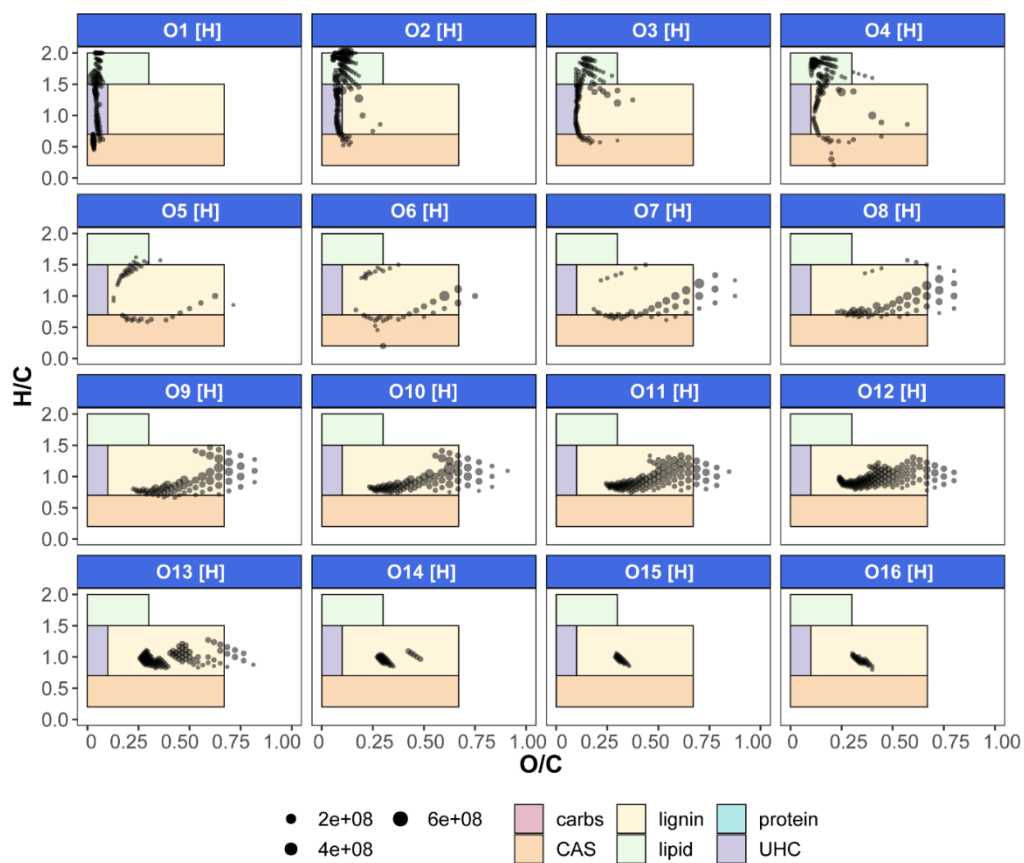 O1 [H] O2 [H] O3 [H] O4 [H]
2.0
1.5
1.0
0.5
0.0
O5 [H] O6 [H] O7 [H] O8 [H]
2.0
1.5
1.0
0.5
0.0
H/C
O9 [H] O10 [H] O11 [H] O12 [H]
2.0
1.5
1.0
0.5
0.0
O13 [H] O14 [H] O15 [H] O16 [H]
2.0
1.5
1.0
0.5
0.0
0 0.25 0.50 0.75 1.00 0 0.25 0.50 0.75 1.00 0 0.25 0.50 0.75 1.00 0 0.25 0.50 0.75 1.00
O/C
2e+08 6e+08 carbs lignin protein
4e+08 CAS lipid UHC